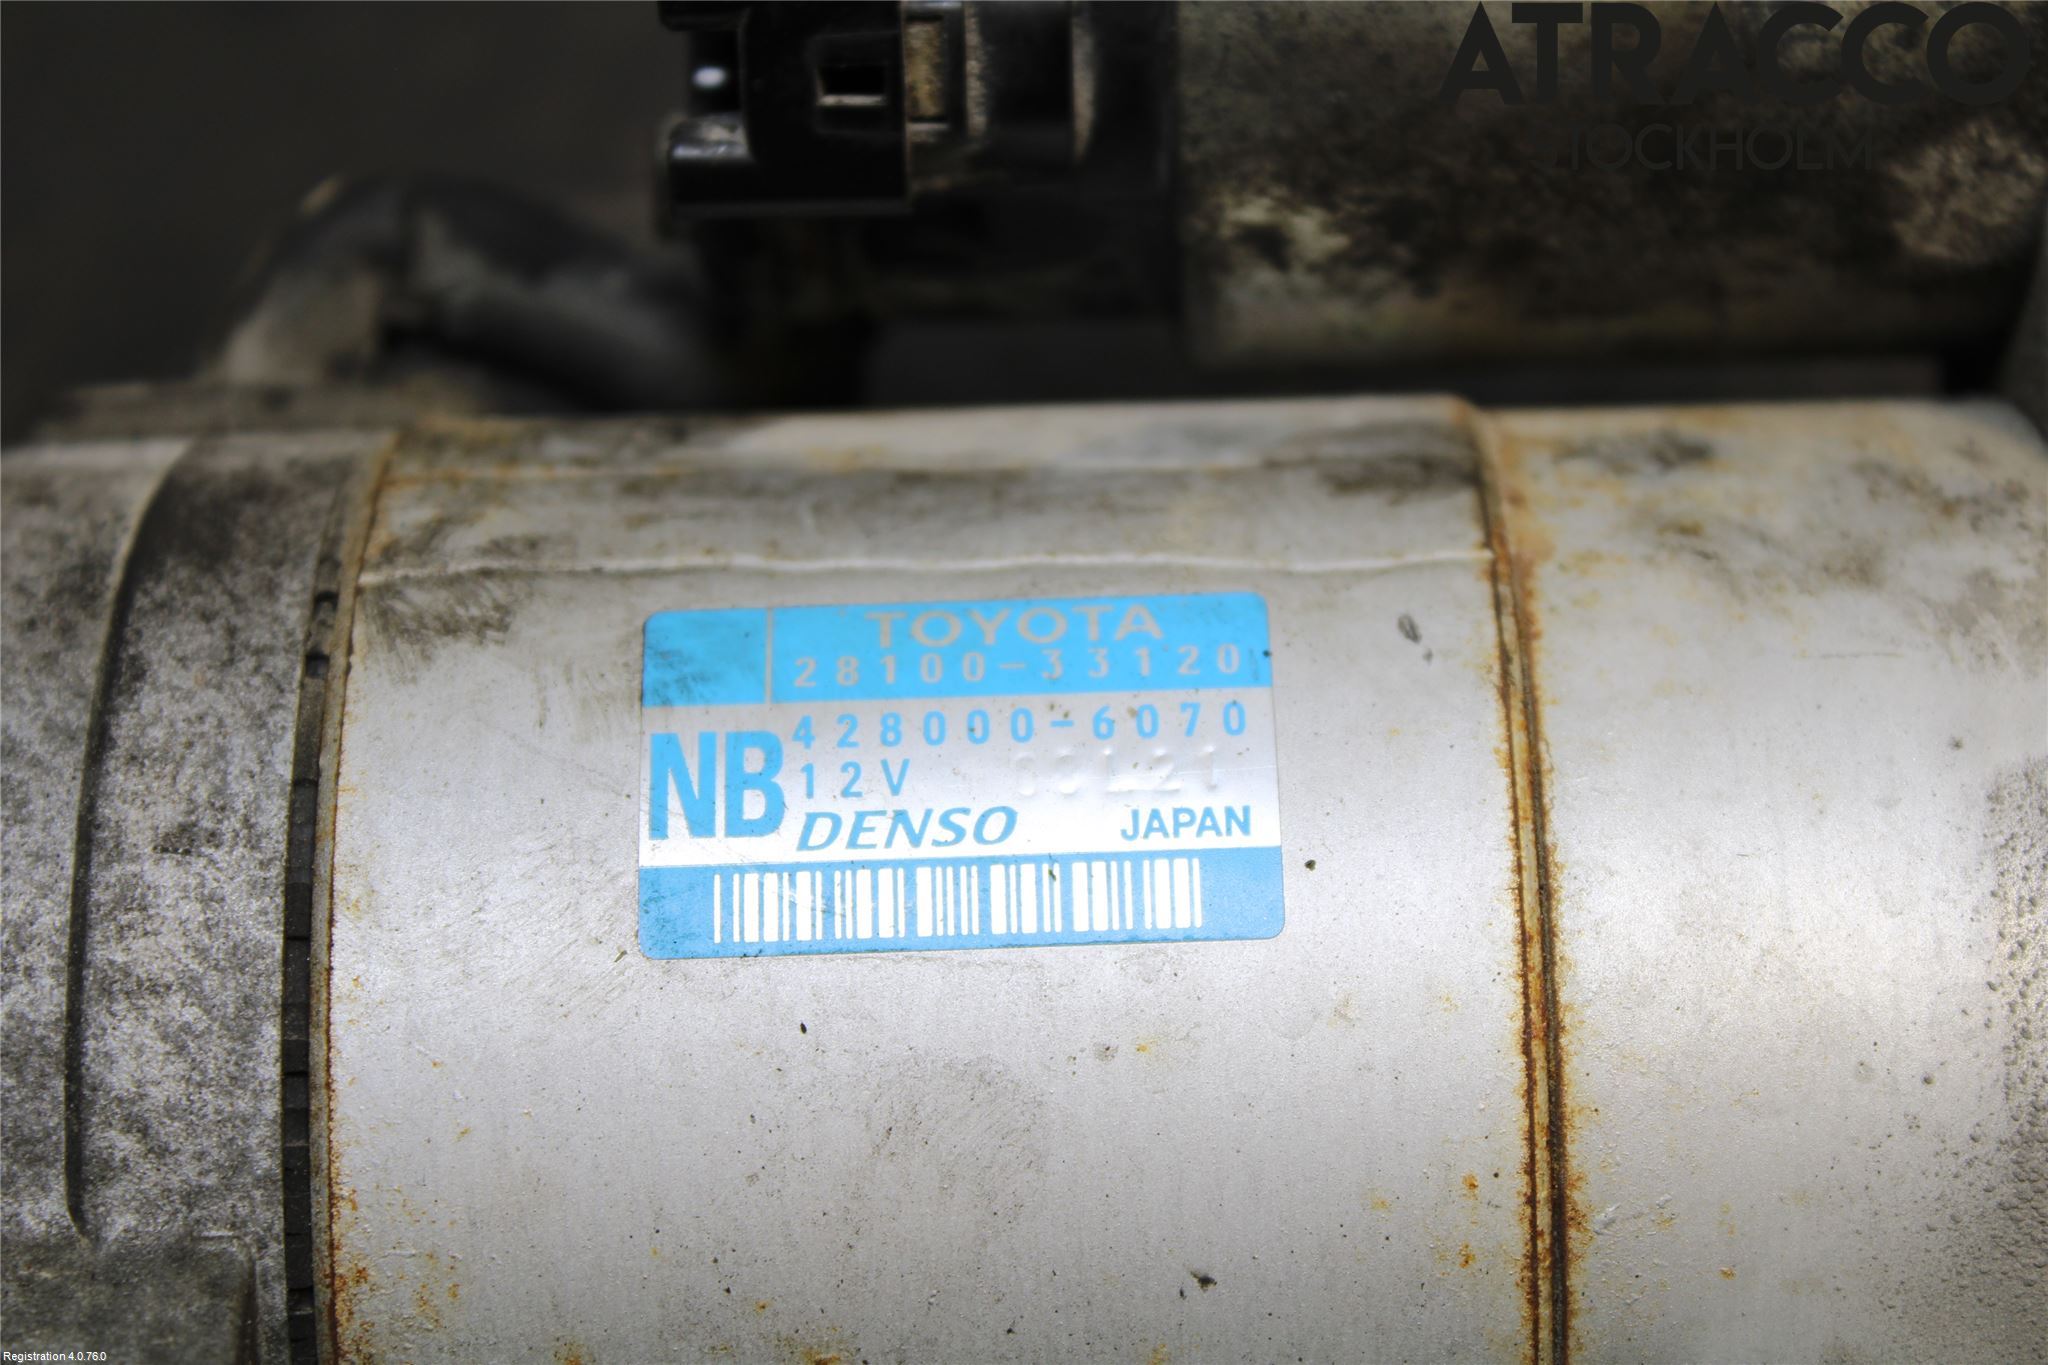 ATRACCO
STOCKHOLM
TOYOTA
28100-33120
428000-6070
NB
12V
DENSO JAPAN
Registration 4.0.76.0